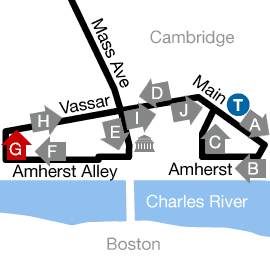 Mass Ave
Cambridge
Main
T
Vassar
D
H
I
J
A
E
C
G
F
B
Amherst Alley
Amherst
Charles River
Boston